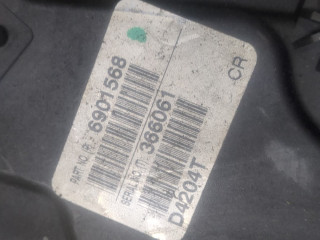 PART NO. (P) 6901568
SERIAL NO. 366061
D4204T
CR